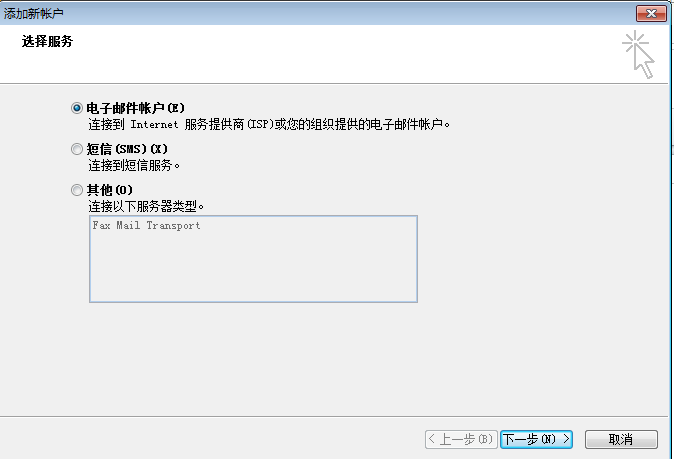 添加新帐户
选择服务
电子邮件帐户(E)
连接到 Internet 服务提供商(ISP)或您的组织提供的电子邮件帐户。
短信(SMS)(X)
连接到短信服务。
其他(O)
连接以下服务器类型。
Fax Mail Transport
< 上一步(B) 下一步(N) > 取消